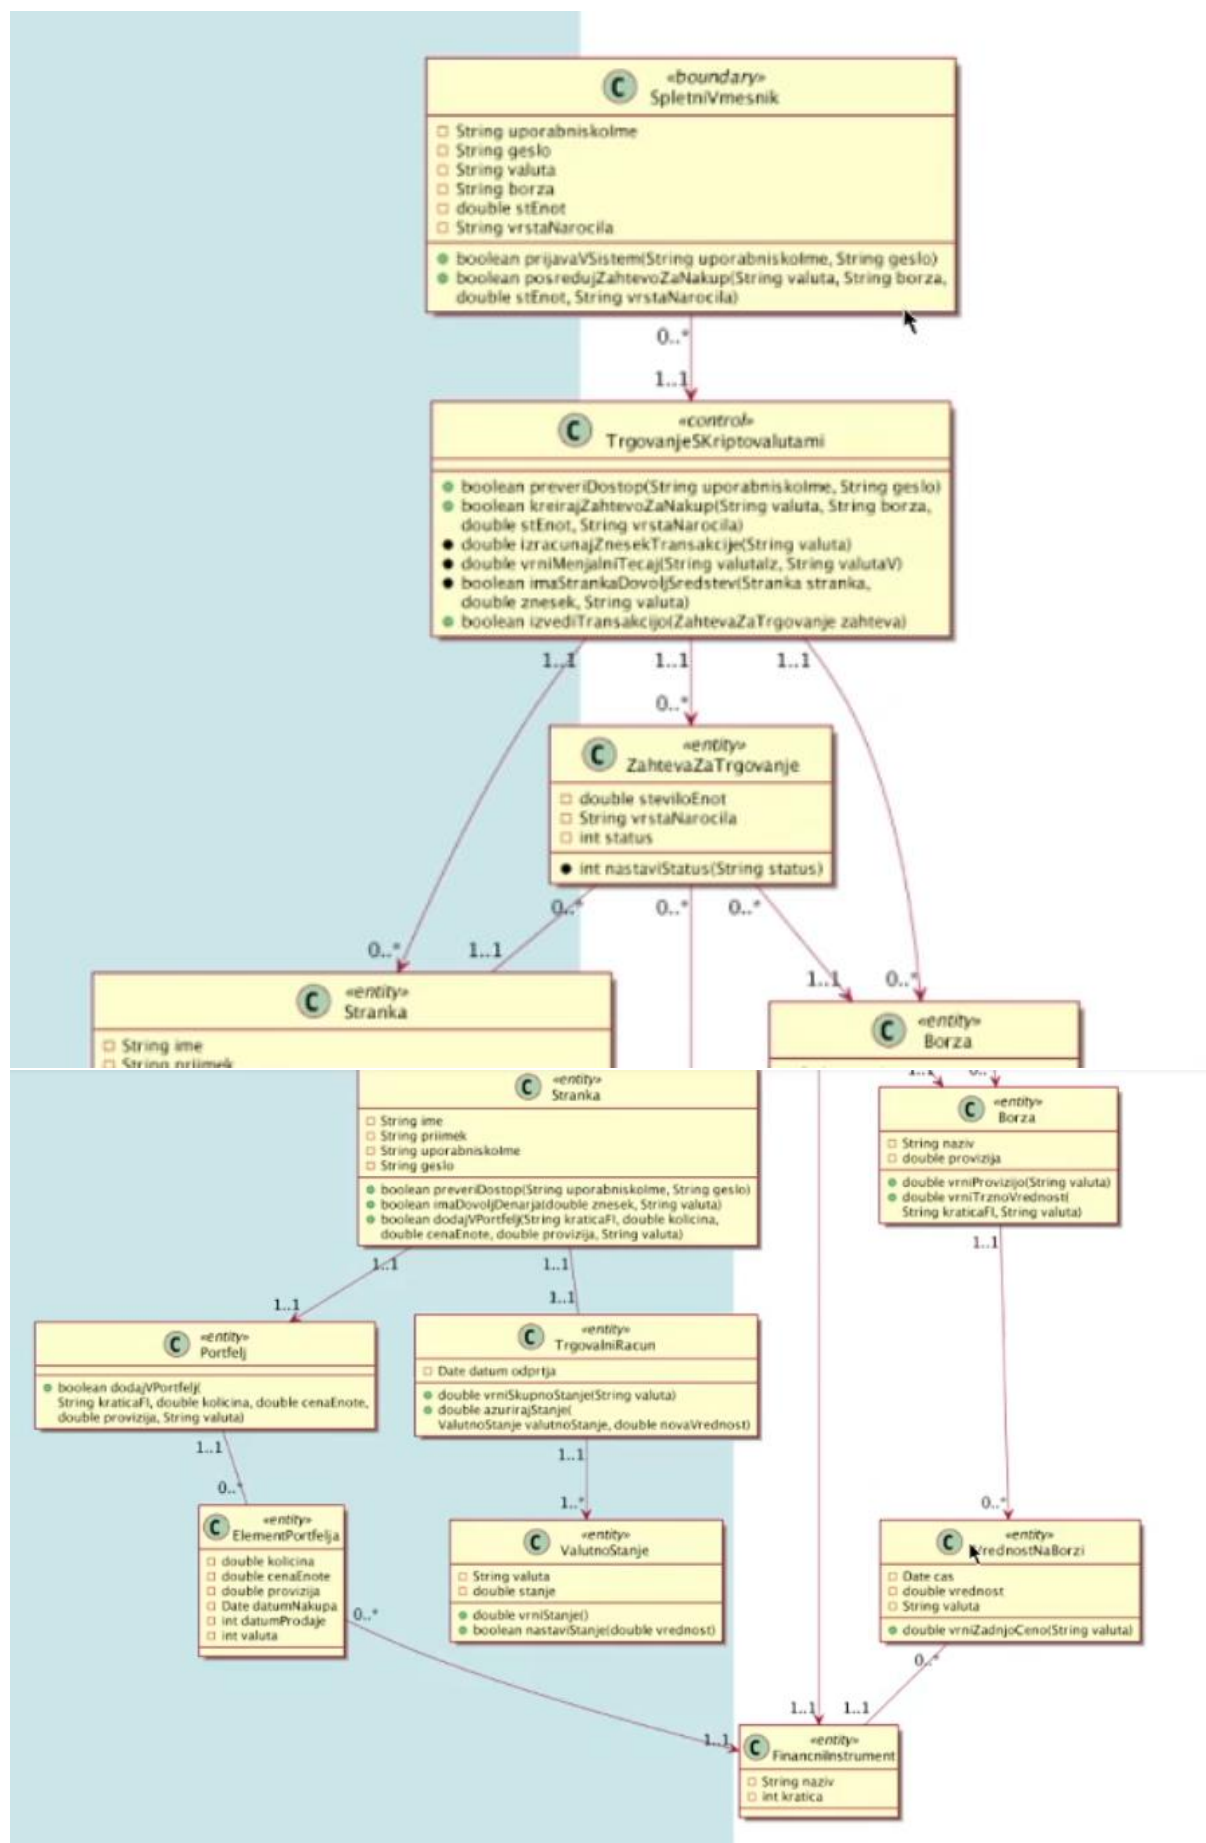 «boundary»
SpletniVmesnik
String uporabniskoIme
String geslo
String valuta
String borza
double stEnot
String vrstaNarocila
boolean prijavaVSistem(String uporabniskoIme, String geslo)
boolean posredujZahtevoZaNakup(String valuta, String borza,
double stEnot, String vrstaNarocila)
0..*
1..1
«control»
TrgovanjeSKriptovalutami
boolean preveriDostop(String uporabniskoIme, String geslo)
boolean kreirajZahtevoZaNakup(String valuta, String borza,
double stEnot, String vrstaNarocila)
double izracunajZnesekTransakcije(String valuta)
double vrniMenjalniTecaj(String valutaIz, String valutaV)
boolean imaStrankaDovoljSredstev(Stranka stranka,
double znesek, String valuta)
boolean izvediTransakcijo(ZahtevaZaTrgovanje zahteva)
1..1 1..1 1..1
0..*
«entity»
ZahtevaZaTrgovanje
double steviloEnot
String vrstaNarocila
int status
int nastaviStatus(String status)
0..* 0..* 0..*
0..* 1..1 1..1 0..*
«entity»
Stranka
String ime
String priimek
«entity»
Borza
«entity»
Stranka
String ime
String priimek
String uporabniskoIme
String geslo
boolean preveriDostop(String uporabniskoIme, String geslo)
boolean imaDovoljDenarja(double znesek, String valuta)
boolean dodajVPortfelj(String kraticaFI, double kolicina,
double cenaEnote, double provizija, String valuta)
1..1 0..*
«entity»
Borza
String naziv
double provizija
double vrniProvizijo(String valuta)
double vrniTrznoVrednost(
String kraticaFI, String valuta)
1..1 1..1 1..1
1..1 1..1
«entity»
Portfelj
boolean dodajVPortfelj(
String kraticaFI, double kolicina, double cenaEnote,
double provizija, String valuta)
«entity»
TrgovalniRacun
Date datum odprtja
double vrniSkupnoStanje(String valuta)
double azurirajStanje(
ValutnoStanje valutnoStanje, double novaVrednost)
1..1 1..1
0..* 1..* 0..*
«entity»
ElementPortfelja
double kolicina
double cenaEnote
double provizija
Date datumNakupa
int datumProdaje
int valuta
0..*
«entity»
ValutnoStanje
String valuta
double stanje
double vrniStanje()
boolean nastaviStanje(double vrednost)
«entity»
VrednostNaBorzi
Date cas
double vrednost
String valuta
double vrniZadnjoCeno(String valuta)
0..*
1..1 1..1
1..1
«entity»
FinancniInstrument
String naziv
int kratica